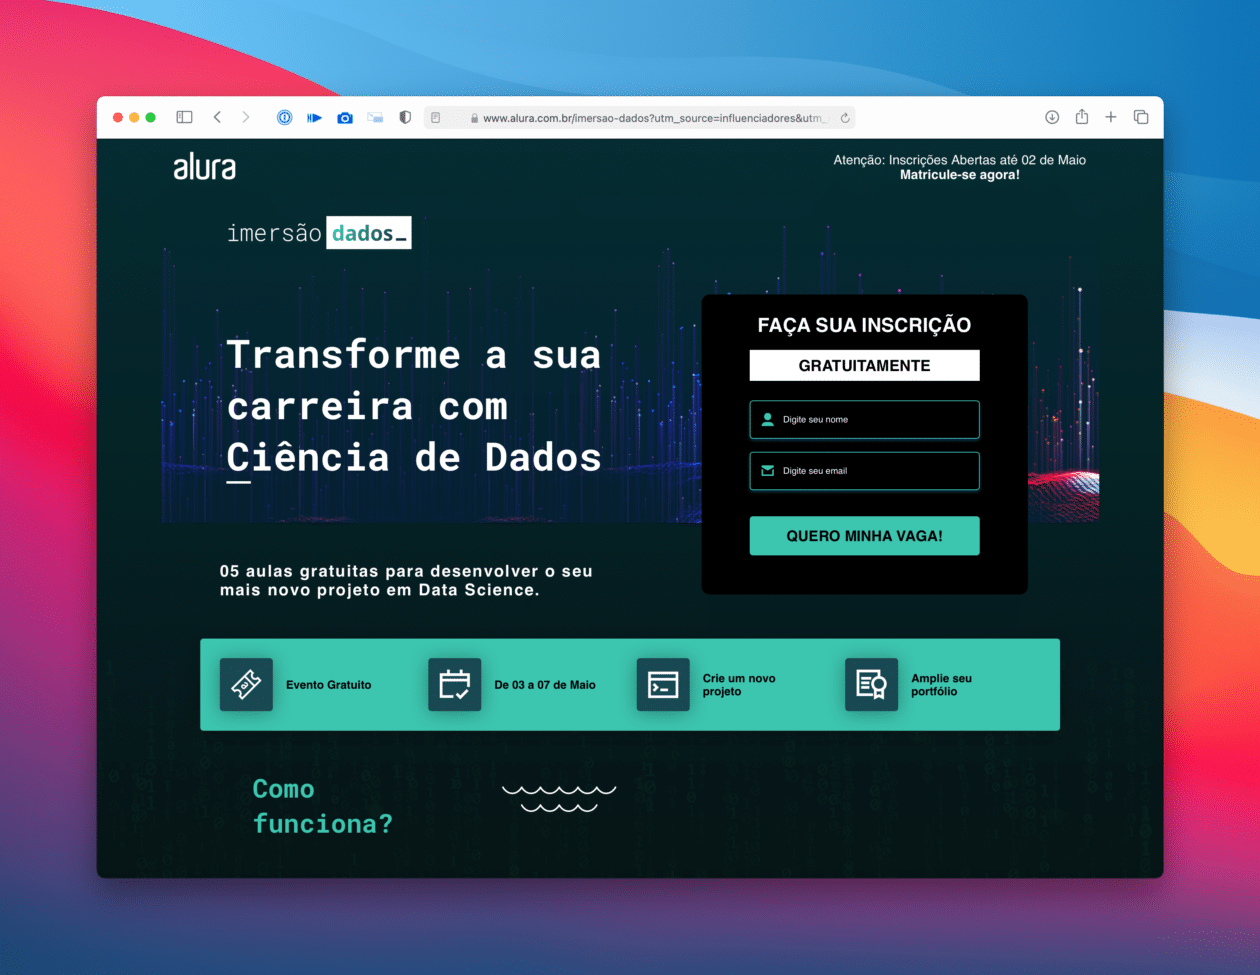 www.alura.com.br/imersao-dados?utm_source=influenciadores&utm_
alura
Atenção: Inscrições Abertas até 02 de Maio
Matricule-se agora!
imersão dados_
Transforme a sua
carreira com
Ciência de Dados
05 aulas gratuitas para desenvolver o seu
mais novo projeto em Data Science.
FAÇA SUA INSCRIÇÃO
GRATUITAMENTE
Digite seu nome
Digite seu email
QUERO MINHA VAGA!
Evento Gratuito
De 03 a 07 de Maio
Crie um novo
projeto
Amplie seu
portfólio
Como
funciona?